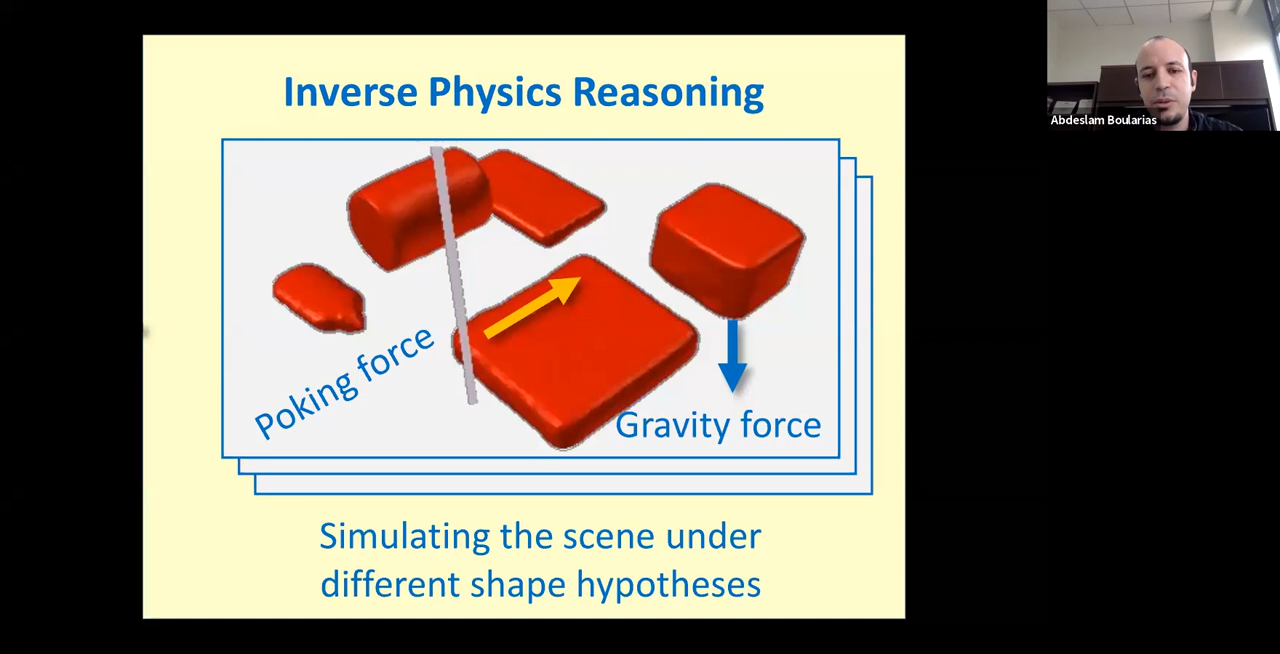 Inverse Physics Reasoning
Abdeslam Boularias
Poking force
Gravity force
Simulating the scene under
different shape hypotheses